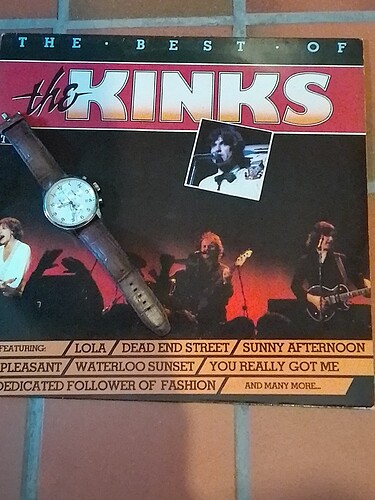 THE · BEST · OF
the KINKS
FEATURING: / LOLA / DEAD END STREET / SUNNY AFTERNOON
PLEASANT / WATERLOO SUNSET / YOU REALLY GOT ME
DEDICATED FOLLOWER OF FASHION / AND MANY MORE...